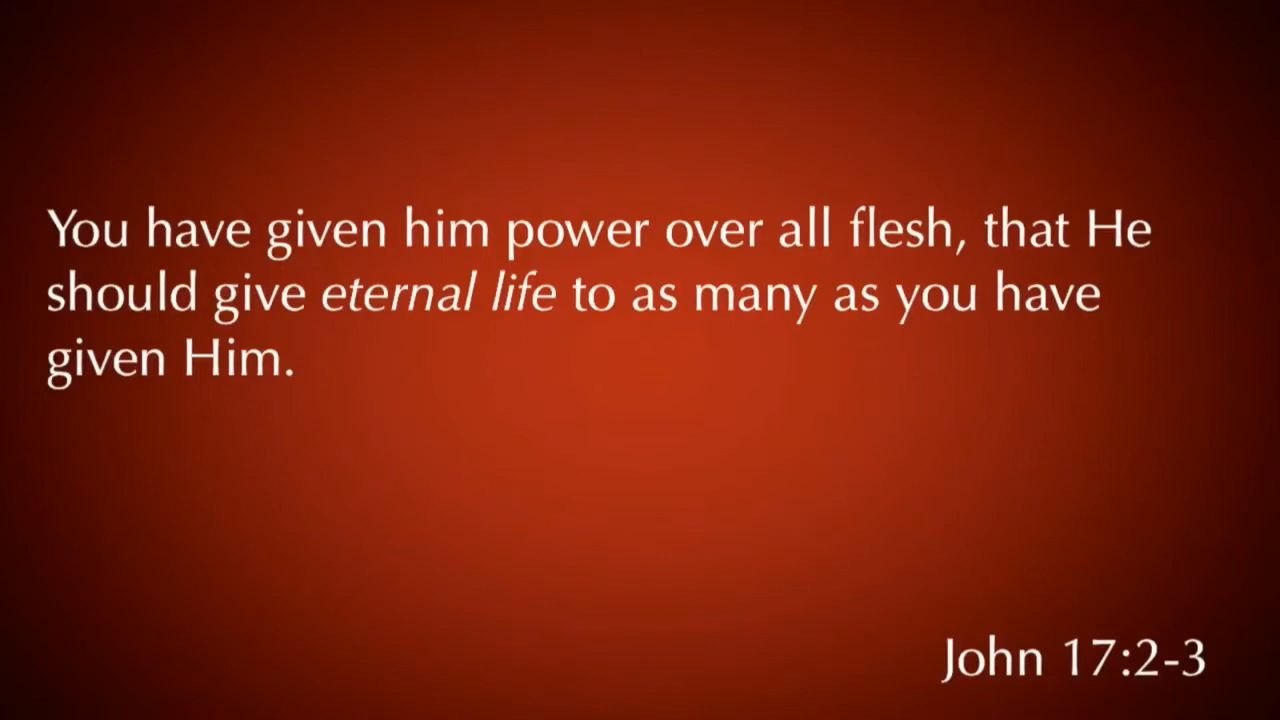 You have given him power over all flesh, that He
should give eternal life to as many as you have
given Him.
John 17:2-3